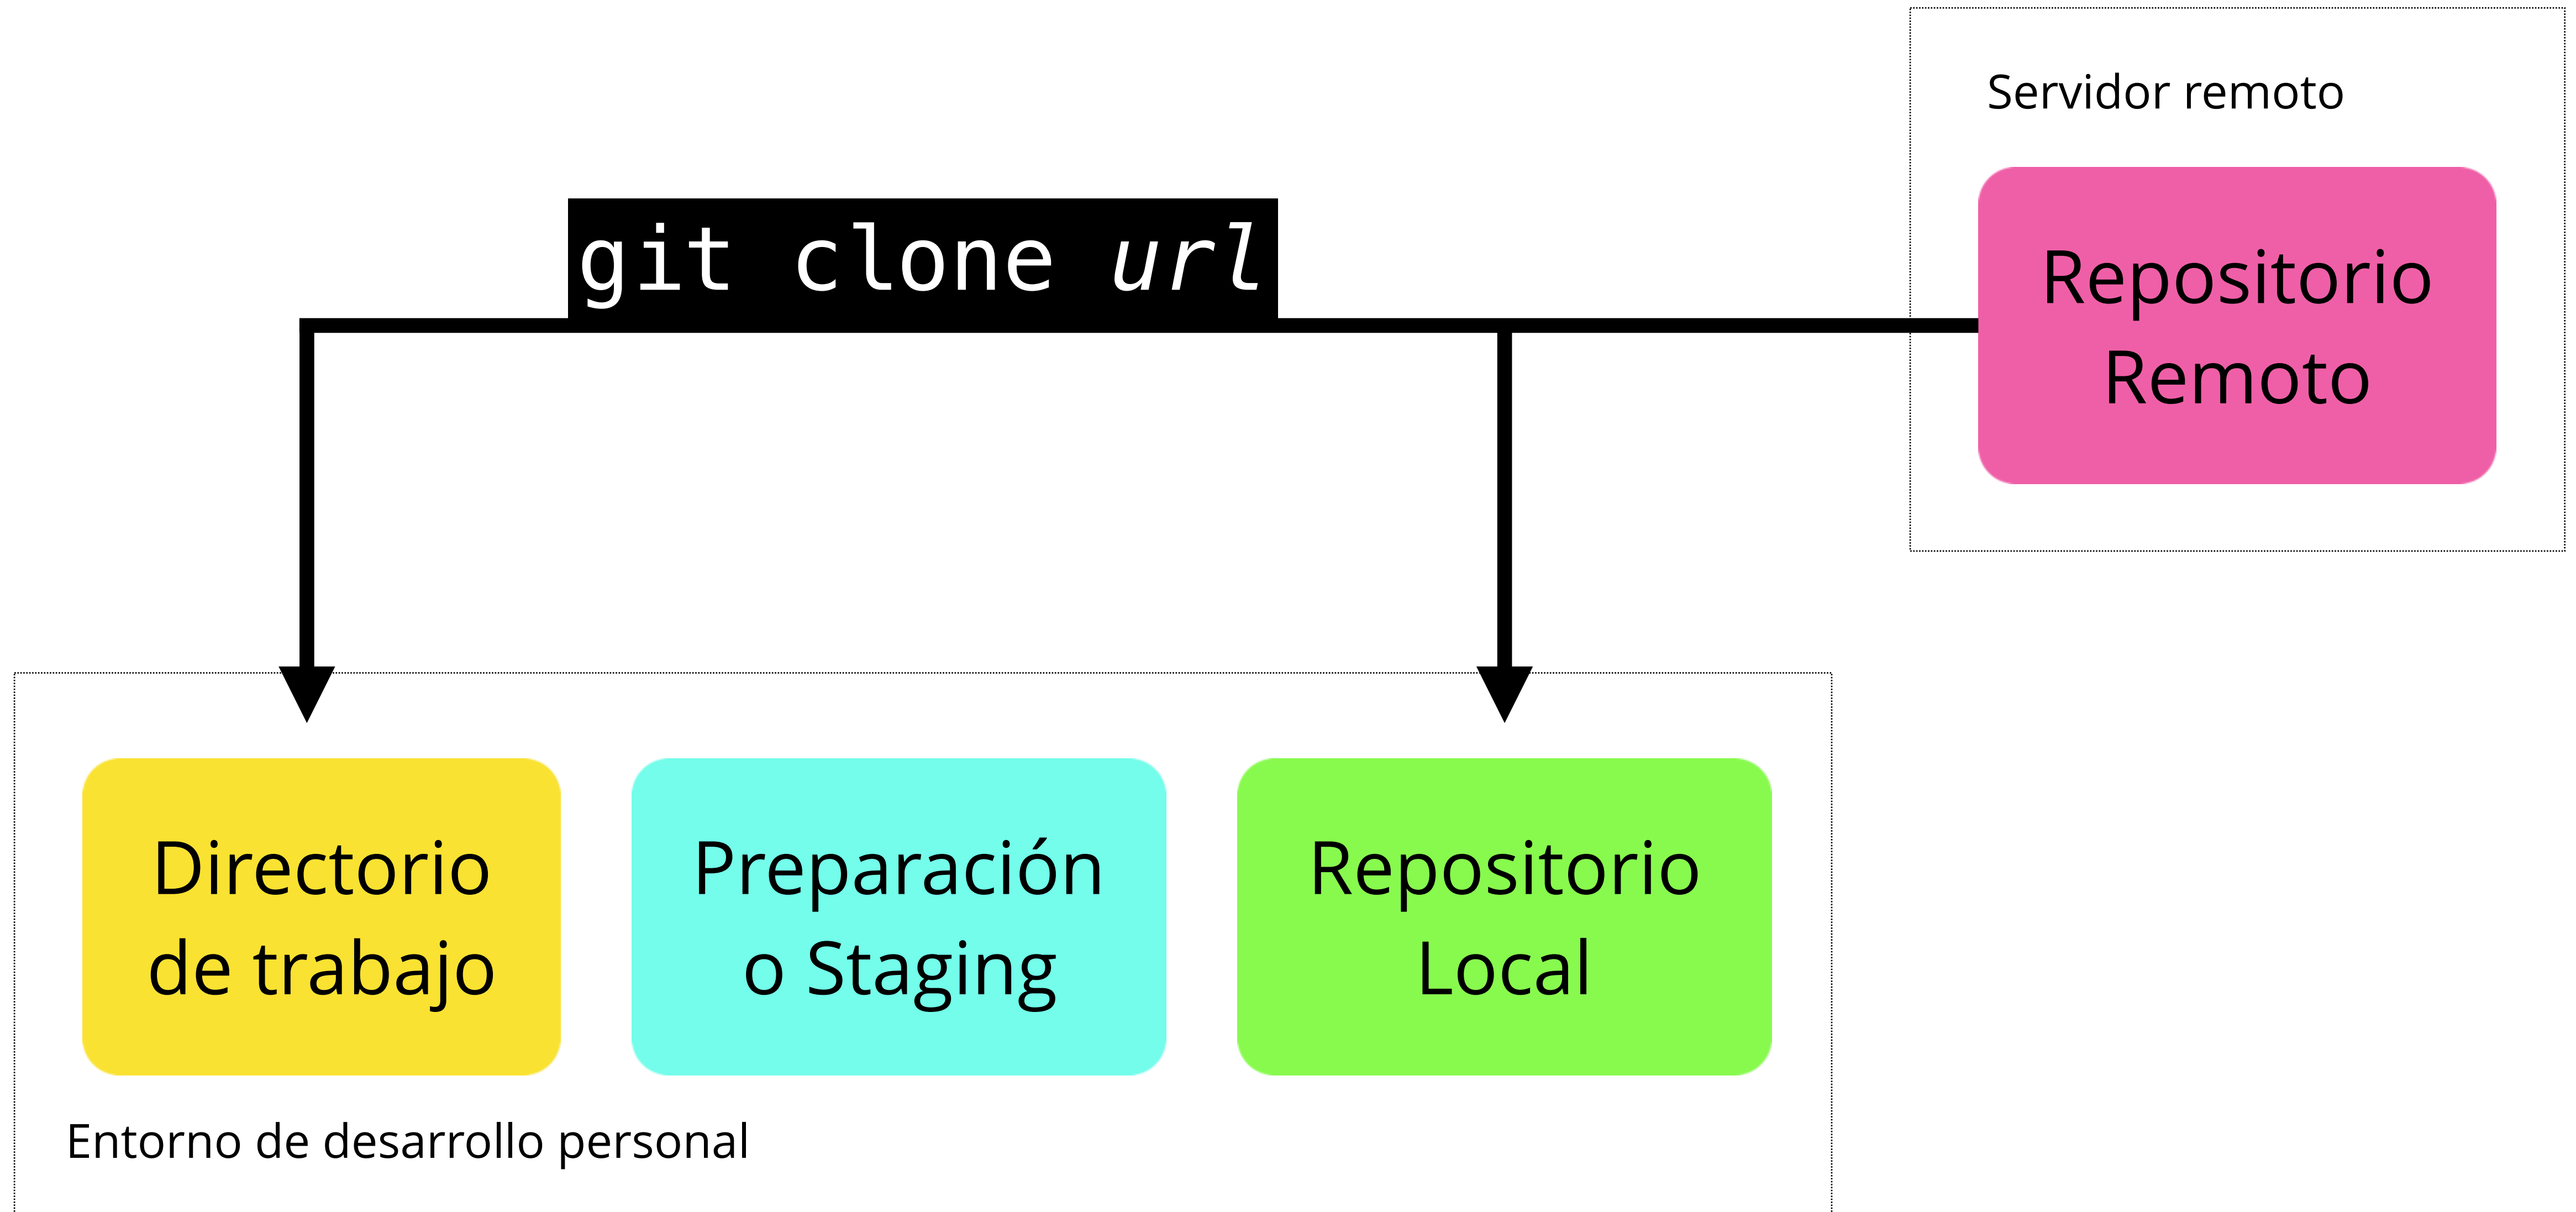 Servidor remoto
git clone url
Repositorio
Remoto
Directorio
de trabajo
Preparación
o Staging
Repositorio
Local
Entorno de desarrollo personal